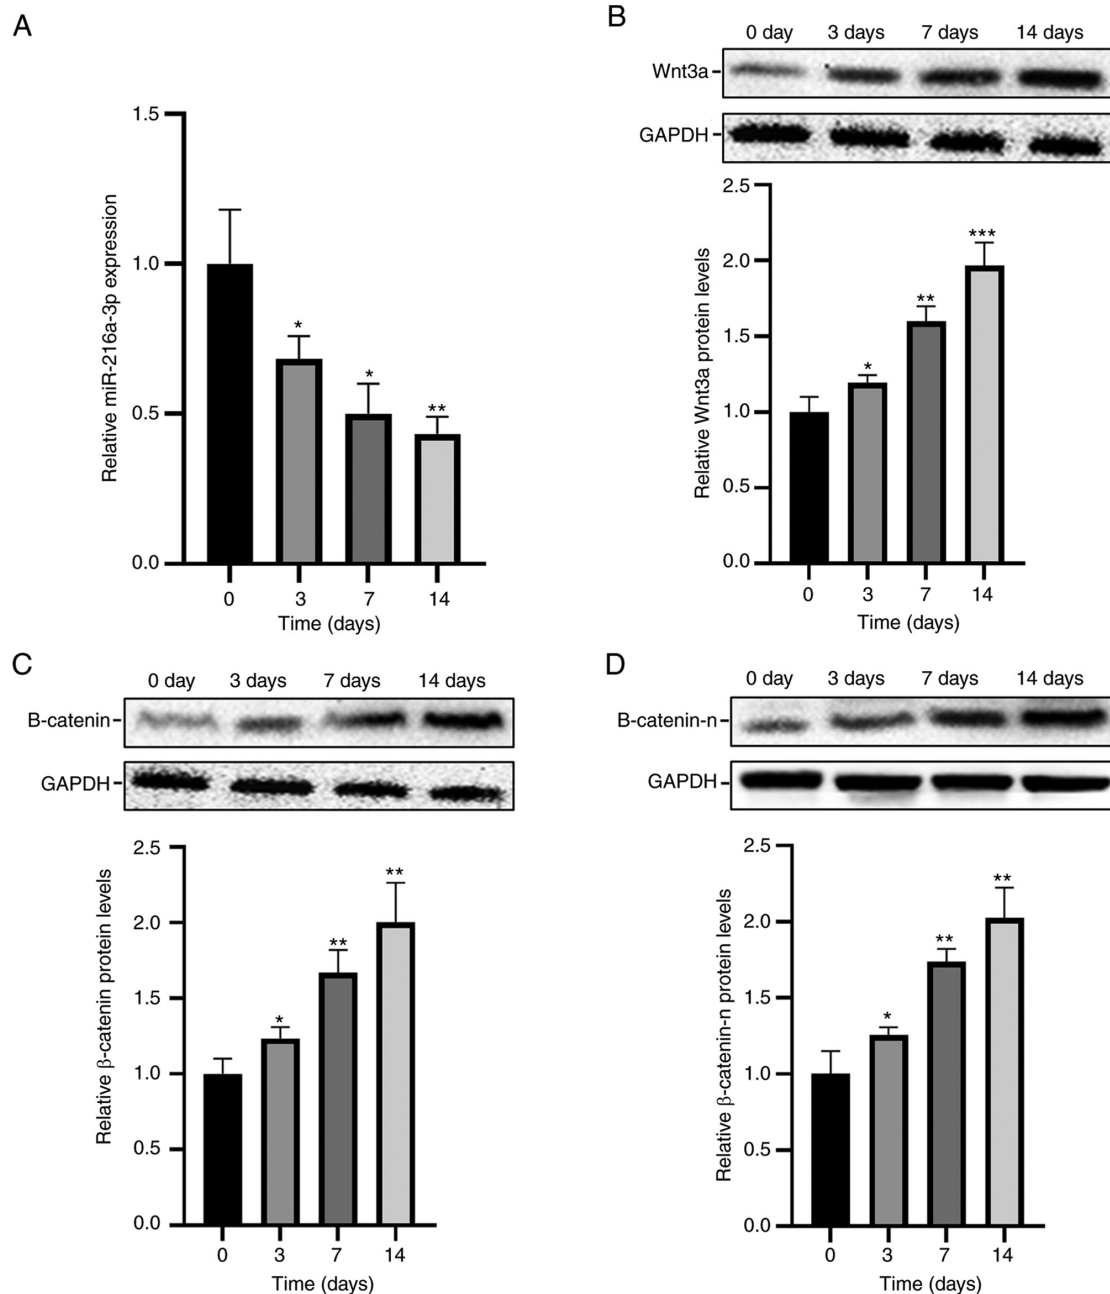 A
Relative miR-216a-3p expression
1.5
1.0
0.5
0.0
*
*
**
0 3 7 14
Time (days)
B
0 day 3 days 7 days 14 days
Wnt3a
GAPDH
Relative Wnt3a protein levels
2.5
2.0
1.5
1.0
0.5
0.0
*
**
***
0 3 7 14
Time (days)
C
0 day 3 days 7 days 14 days
B-catenin
GAPDH
Relative β-catenin protein levels
2.5
2.0
1.5
1.0
0.5
0.0
*
**
**
0 3 7 14
Time (days)
D
0 day 3 days 7 days 14 days
B-catenin-n
GAPDH
Relative β-catenin-n protein levels
2.5
2.0
1.5
1.0
0.5
0.0
*
**
**
0 3 7 14
Time (days)